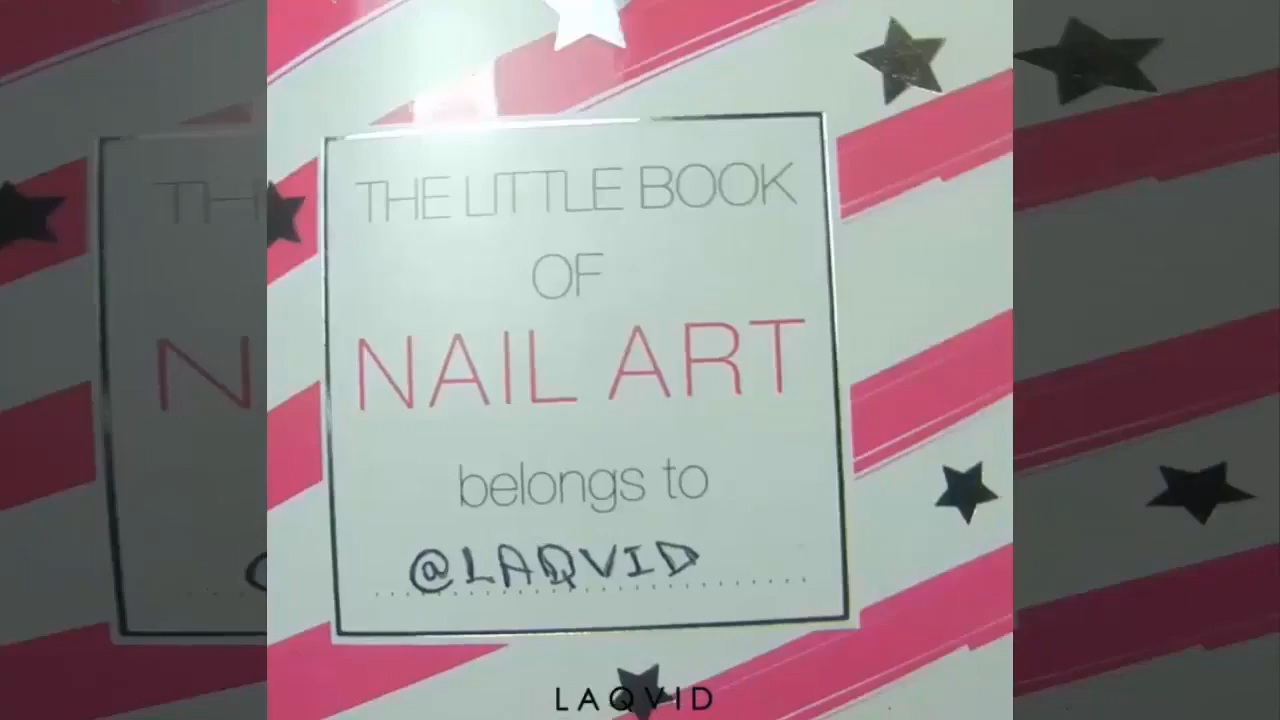 THE LITTLE BOOK
OF
NAIL ART
belongs to
@LAQVID
LAQVID